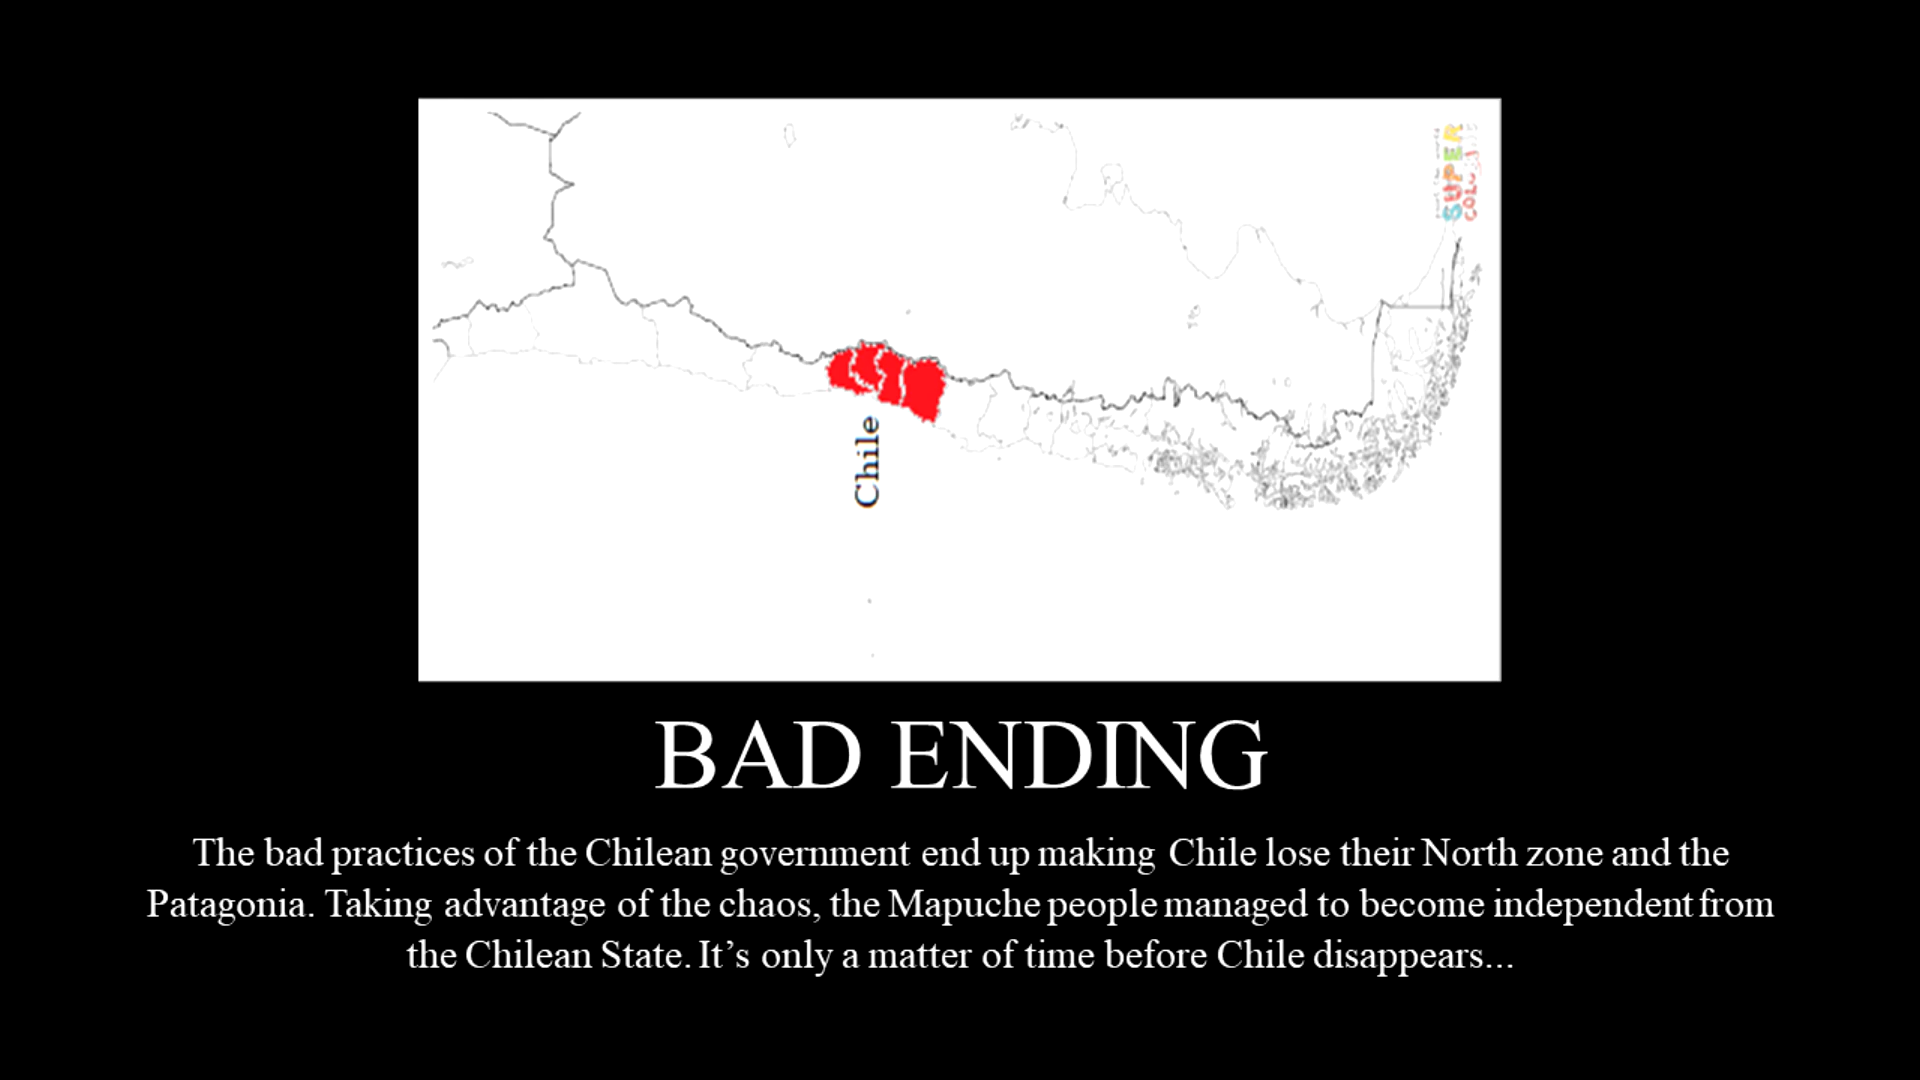 SUPER
Chile
BAD ENDING
The bad practices of the Chilean government end up making Chile lose their North zone and the
Patagonia. Taking advantage of the chaos, the Mapuche people managed to become independent from
the Chilean State. It’s only a matter of time before Chile disappears...